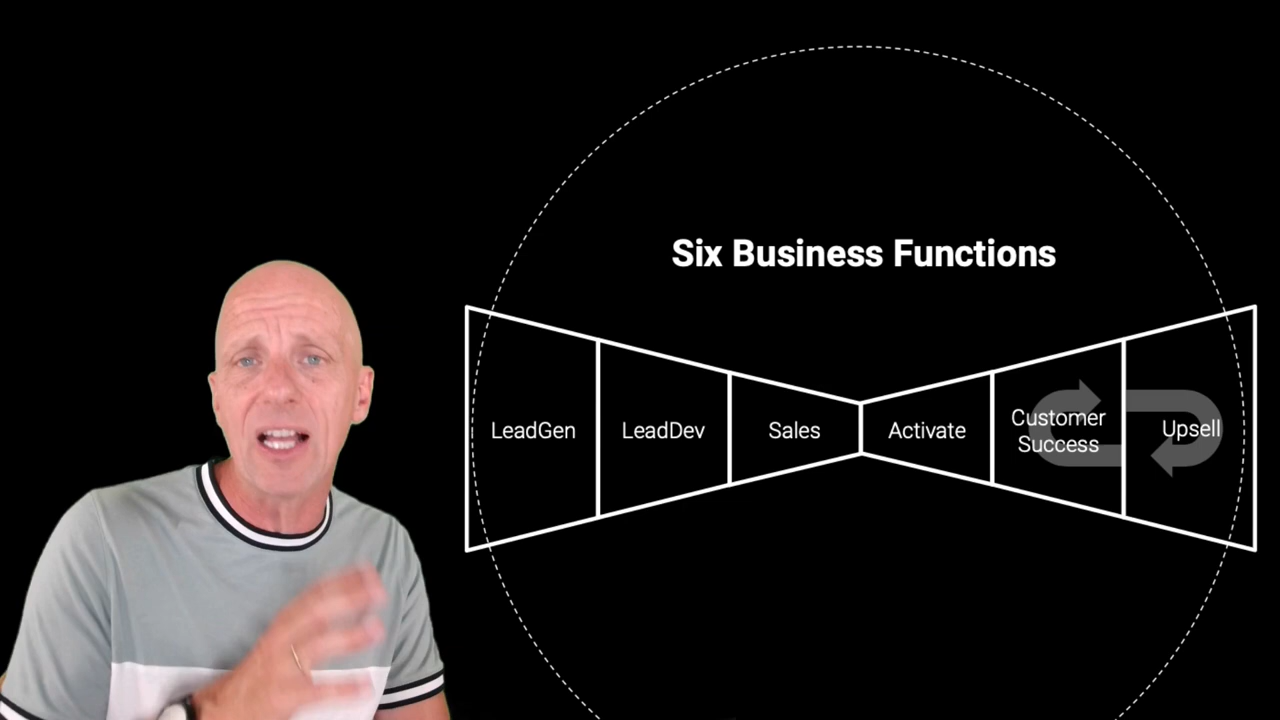 Six Business Functions
LeadGen
LeadDev
Sales
Activate
Customer
Success
Upsell